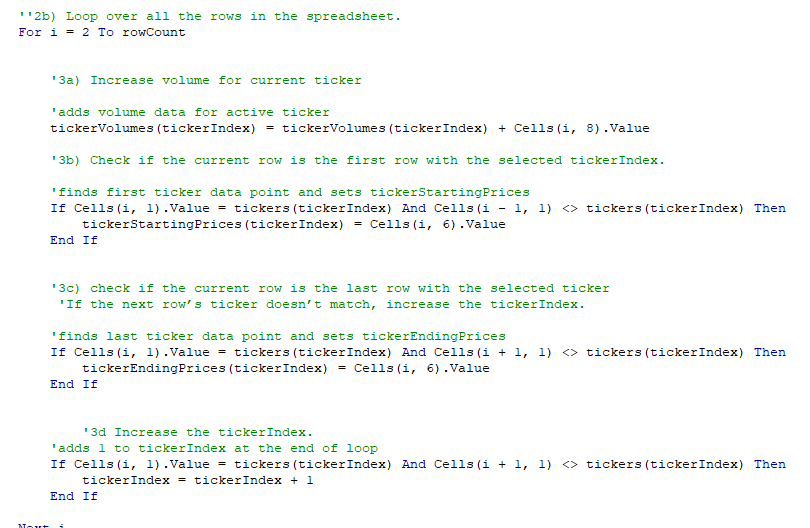 ''2b) Loop over all the rows in the spreadsheet.
For i = 2 To rowCount
'3a) Increase volume for current ticker
'adds volume data for active ticker
tickerVolumes(tickerIndex) = tickerVolumes(tickerIndex) + Cells(i, 8).Value
'3b) Check if the current row is the first row with the selected tickerIndex.
'finds first ticker data point and sets tickerStartingPrices
If Cells(i, 1).Value = tickers(tickerIndex) And Cells(i - 1, 1) <> tickers(tickerIndex) Then
tickerStartingPrices(tickerIndex) = Cells(i, 6).Value
End If
'3c) check if the current row is the last row with the selected ticker
'If the next row’s ticker doesn’t match, increase the tickerIndex.
'finds last ticker data point and sets tickerEndingPrices
If Cells(i, 1).Value = tickers(tickerIndex) And Cells(i + 1, 1) <> tickers(tickerIndex) Then
tickerEndingPrices(tickerIndex) = Cells(i, 6).Value
End If
'3d Increase the tickerIndex.
'adds 1 to tickerIndex at the end of loop
If Cells(i, 1).Value = tickers(tickerIndex) And Cells(i + 1, 1) <> tickers(tickerIndex) Then
tickerIndex = tickerIndex + 1
End If
Next i